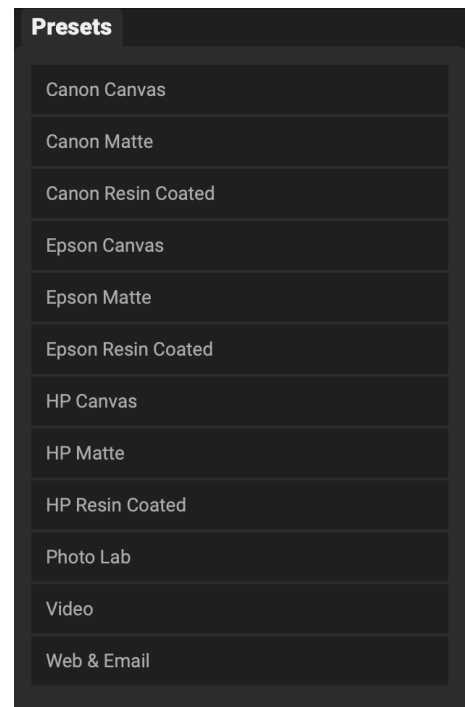 Presets
Canon Canvas
Canon Matte
Canon Resin Coated
Epson Canvas
Epson Matte
Epson Resin Coated
HP Canvas
HP Matte
HP Resin Coated
Photo Lab
Video
Web & Email